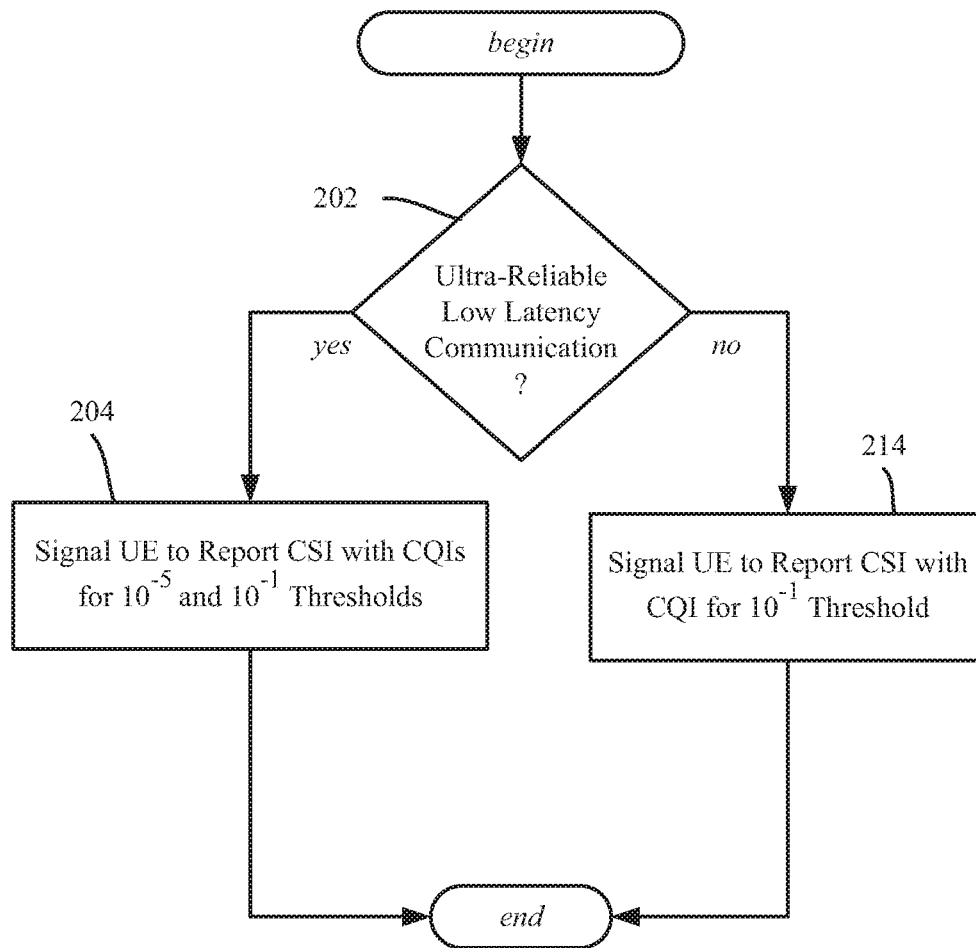 begin
202
Ultra-Reliable
Low Latency
Communication
?
yes
no
204
214
Signal UE to Report CSI with CQIs
for 10⁻⁵ and 10⁻¹ Thresholds
Signal UE to Report CSI with
CQI for 10⁻¹ Threshold
end